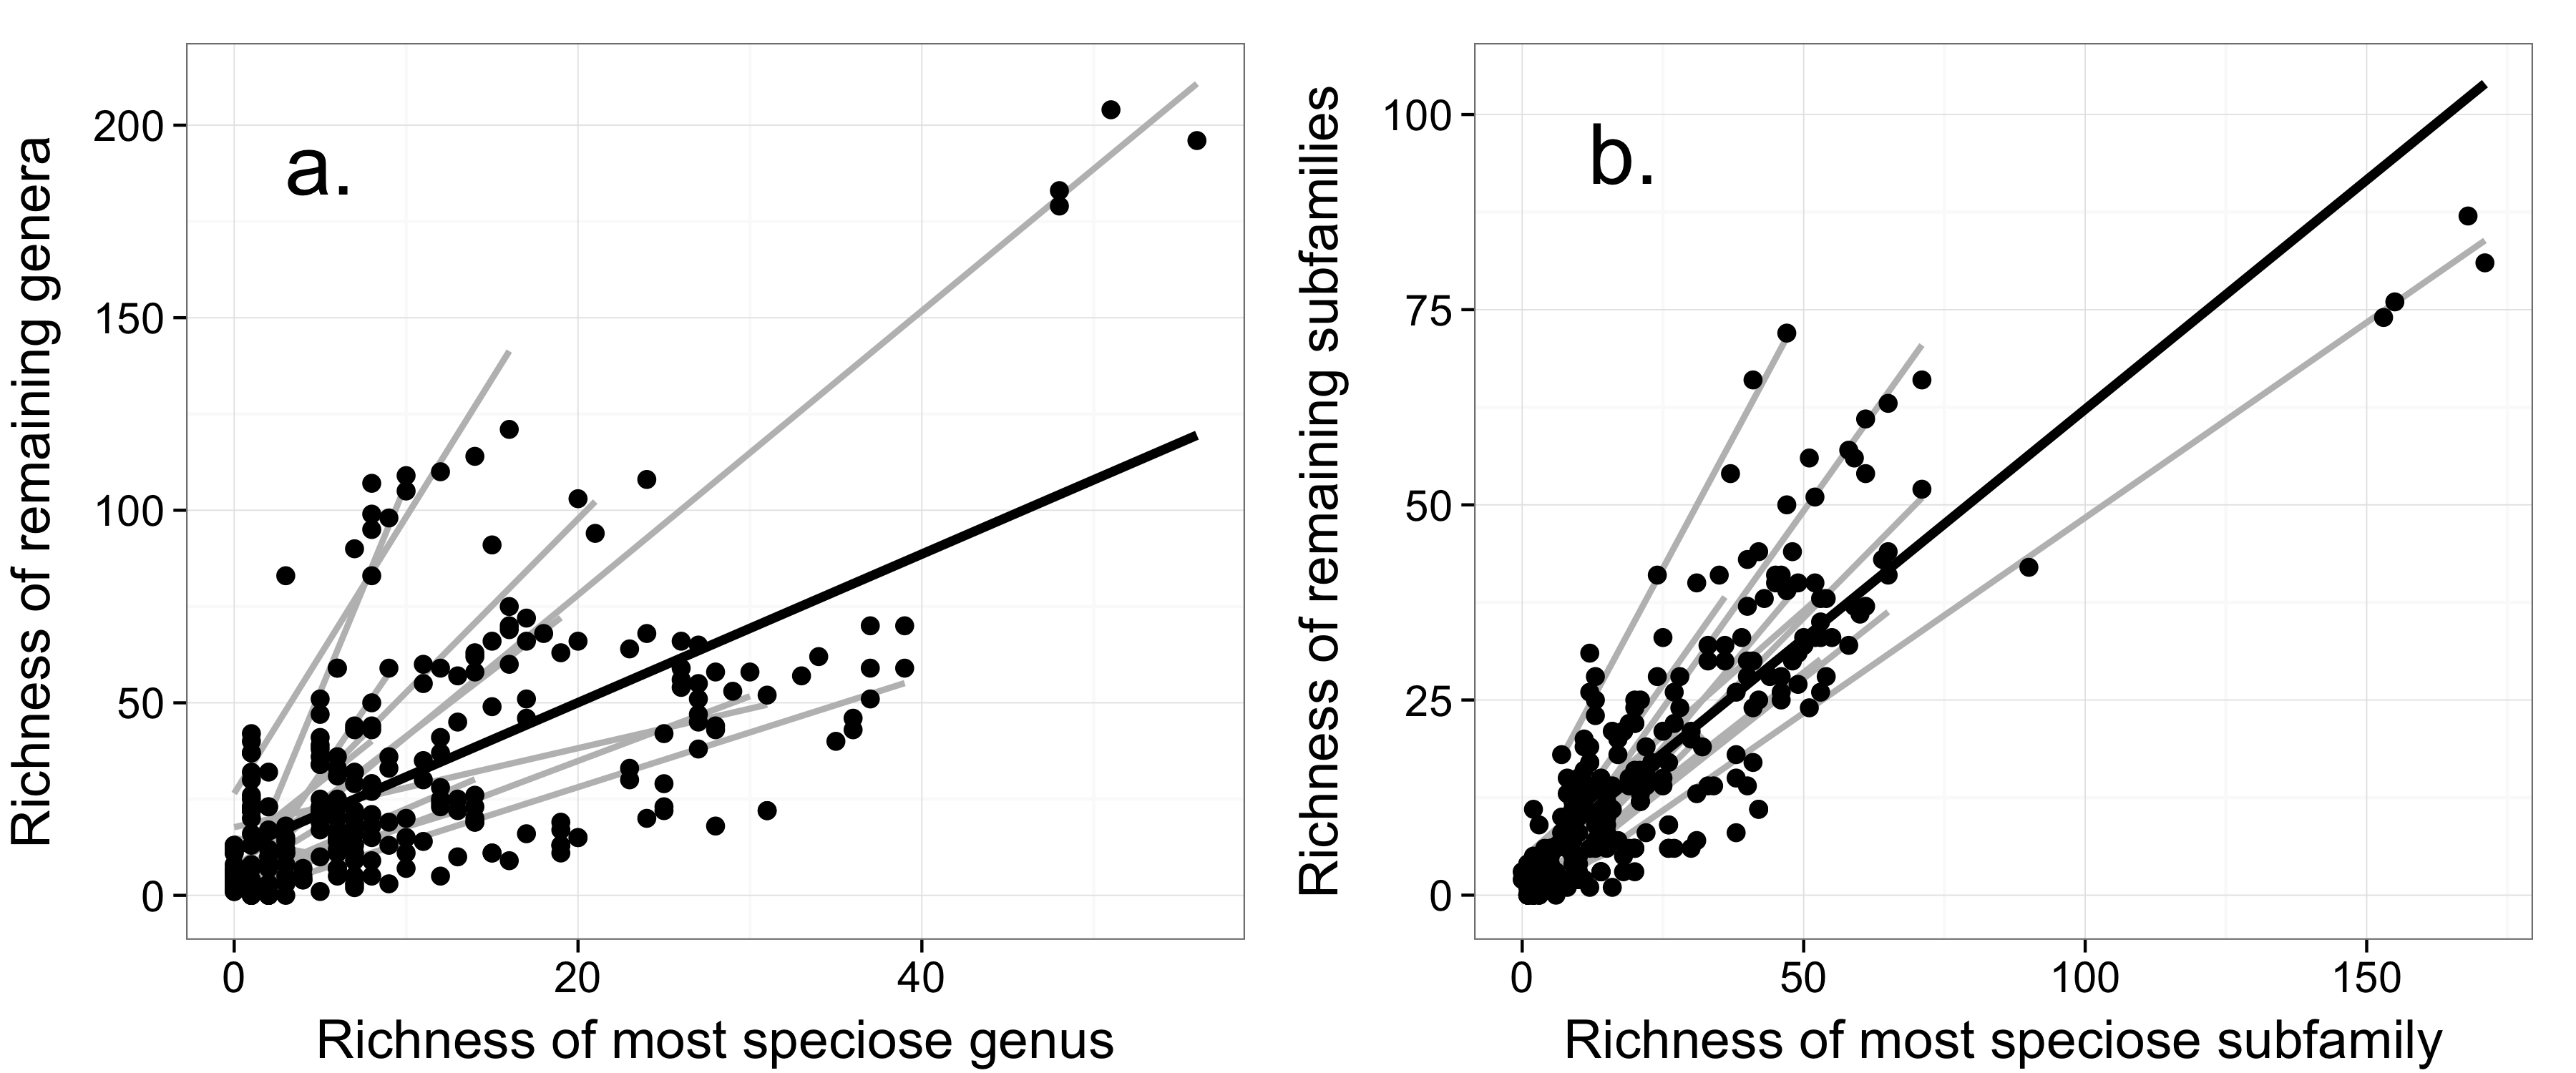 Richness of remaining genera
200
150
100
50
0
a.
0 20 40
Richness of most speciose genus
Richness of remaining subfamilies
100
75
50
25
0
b.
0 50 100 150
Richness of most speciose subfamily